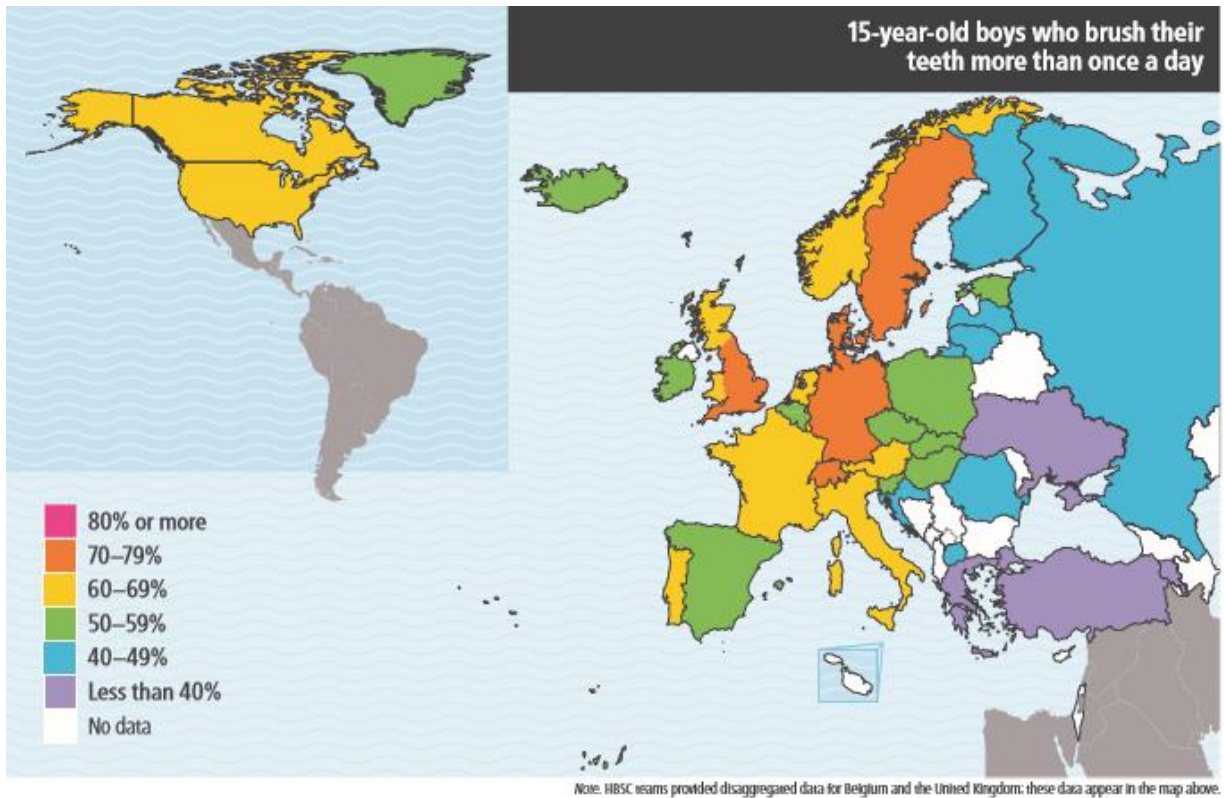 15-year-old boys who brush their
teeth more than once a day
80% or more
70–79%
60–69%
50–59%
40–49%
Less than 40%
No data
Note. HBSC teams provided disaggregated data for Belgium and the United Kingdom; these data appear in the map above.